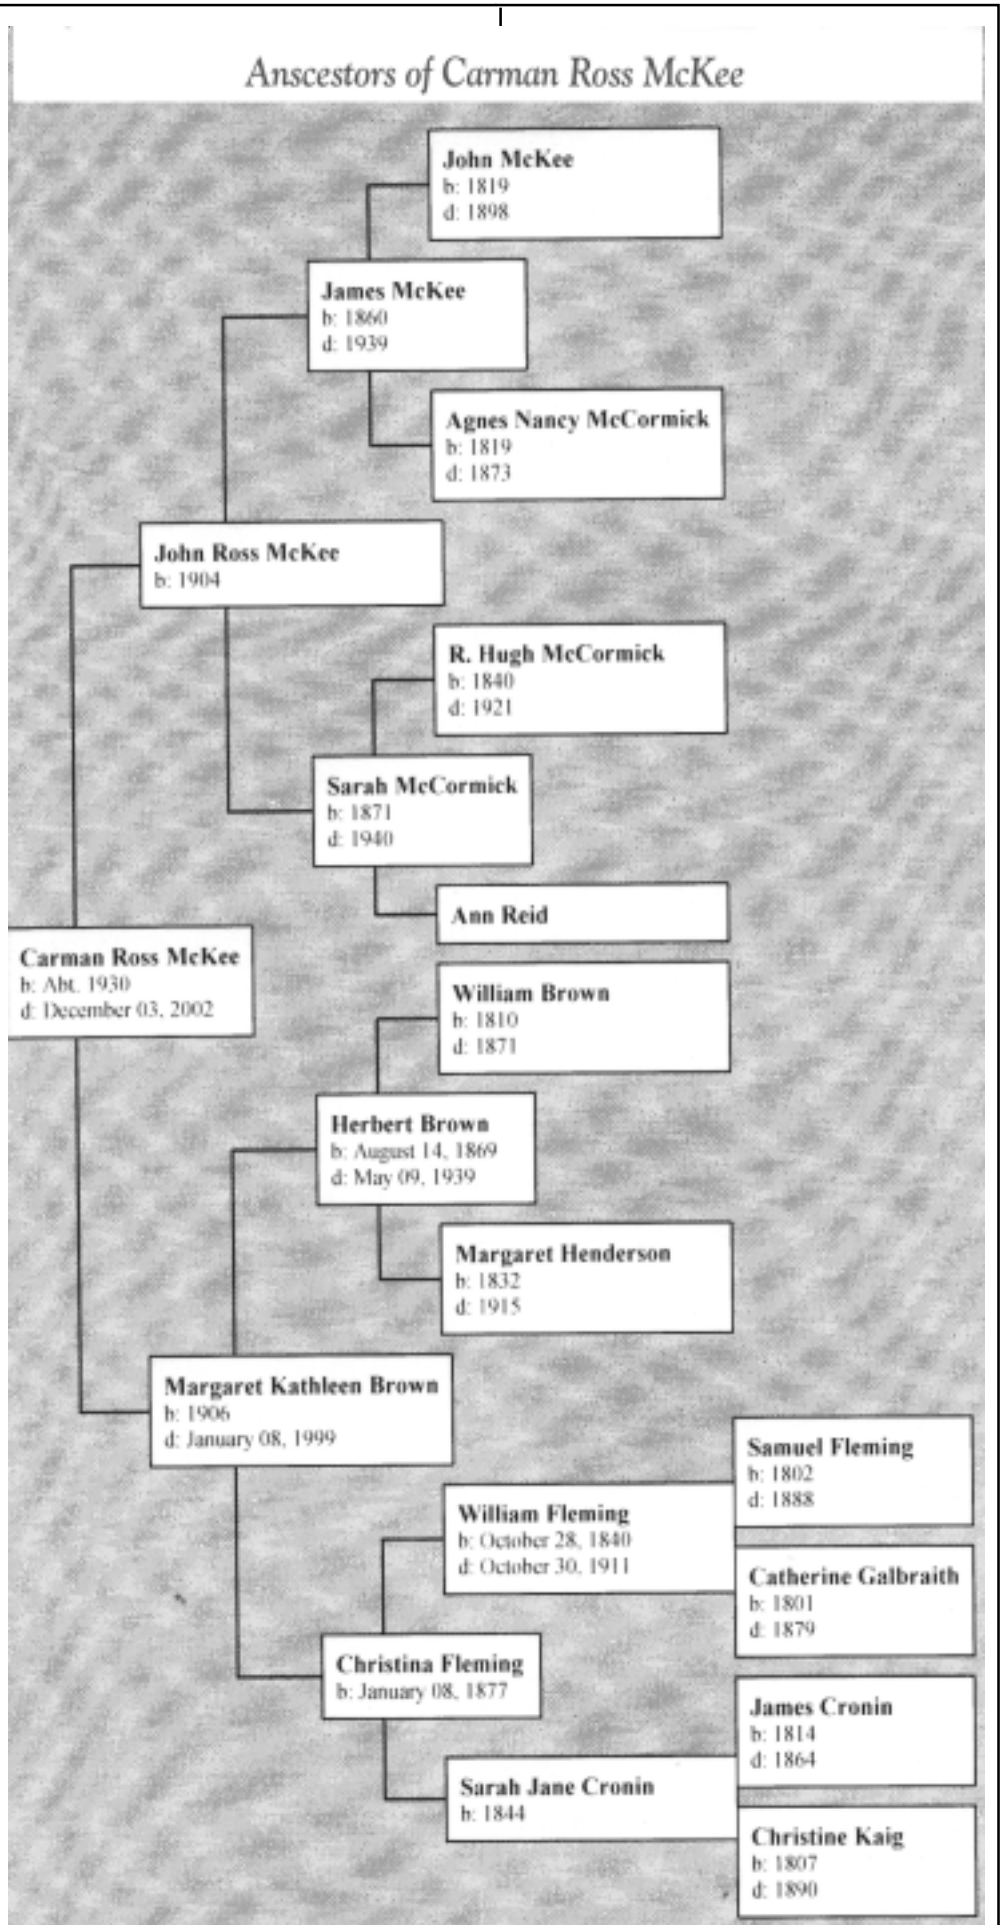 Anscestors of Carman Ross McKee
John McKee
b: 1819
d: 1898
James McKee
b: 1860
d: 1939
Agnes Nancy McCormick
b: 1819
d: 1873
John Ross McKee
b: 1904
R. Hugh McCormick
b: 1840
d: 1921
Sarah McCormick
b: 1871
d: 1940
Ann Reid
Carman Ross McKee
b: Abt. 1930
d: December 03, 2002
William Brown
b: 1810
d: 1871
Herbert Brown
b: August 14, 1869
d: May 09, 1939
Margaret Henderson
b: 1832
d: 1915
Margaret Kathleen Brown
b: 1906
d: January 08, 1999
Samuel Fleming
b: 1802
d: 1888
William Fleming
b: October 28, 1840
d: October 30, 1911
Catherine Galbraith
b: 1801
d: 1879
Christina Fleming
b: January 08, 1877
James Cronin
b: 1814
d: 1864
Sarah Jane Cronin
b: 1844
Christine Kaig
b: 1807
d: 1890